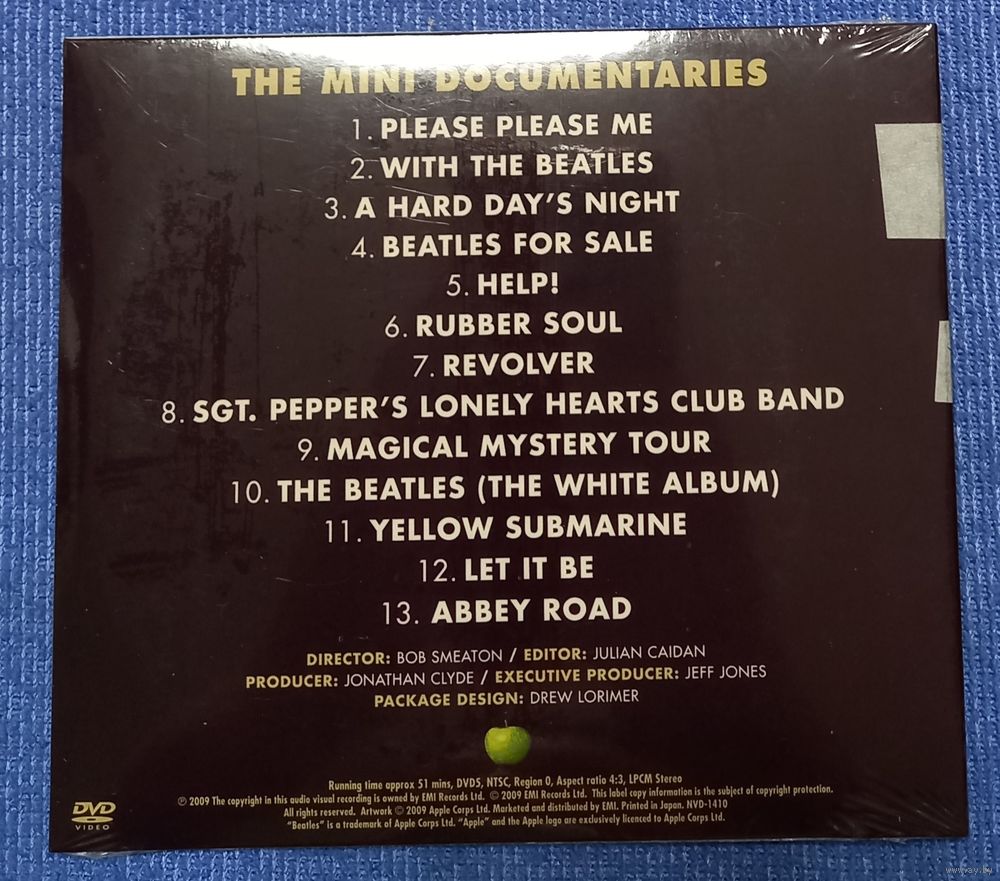 THE MINI DOCUMENTARIES
1. PLEASE PLEASE ME
2. WITH THE BEATLES
3. A HARD DAY'S NIGHT
4. BEATLES FOR SALE
5. HELP!
6. RUBBER SOUL
7. REVOLVER
8. SGT. PEPPER'S LONELY HEARTS CLUB BAND
9. MAGICAL MYSTERY TOUR
10. THE BEATLES (THE WHITE ALBUM)
11. YELLOW SUBMARINE
12. LET IT BE
13. ABBEY ROAD
DIRECTOR: BOB SMEATON / EDITOR: JULIAN CAIDAN
PRODUCER: JONATHAN CLYDE / EXECUTIVE PRODUCER: JEFF JONES
PACKAGE DESIGN: DREW LORIMER
Running time approx 51 mins, DVD5, NTSC, Region 0, Aspect ratio 4:3, LPCM Stereo
℗ 2009 The copyright in this audio visual recording is owned by EMI Records Ltd. © 2009 EMI Records Ltd. This label copy information is the subject of copyright protection.
All rights reserved. Artwork © 2009 Apple Corps Ltd. Marketed and distributed by EMI. Printed in Japan. NVD-1410
"Beatles" is a trademark of Apple Corps Ltd. "Apple" and the Apple logo are exclusively licenced to Apple Corps Ltd.
DVD
VIDEO
www.ay.by